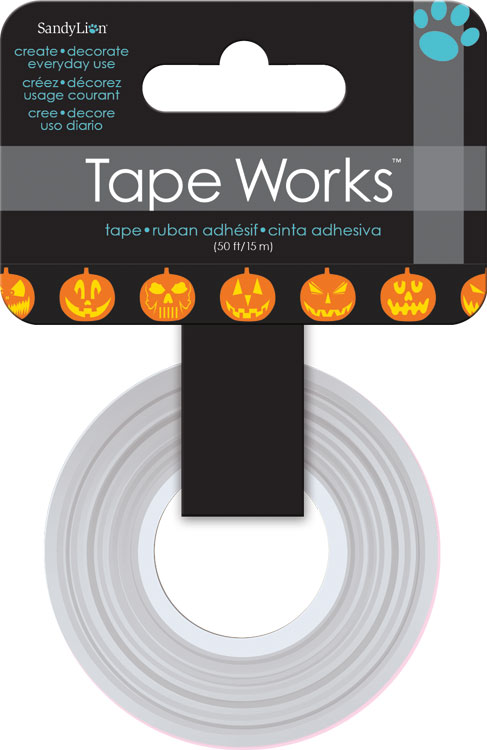 SandyLion
create•decorate
everyday use
créez•décorez
usage courant
cree•decore
uso diario
Tape Works™
tape•ruban adhésif•cinta adhesiva
(50 ft/15 m)